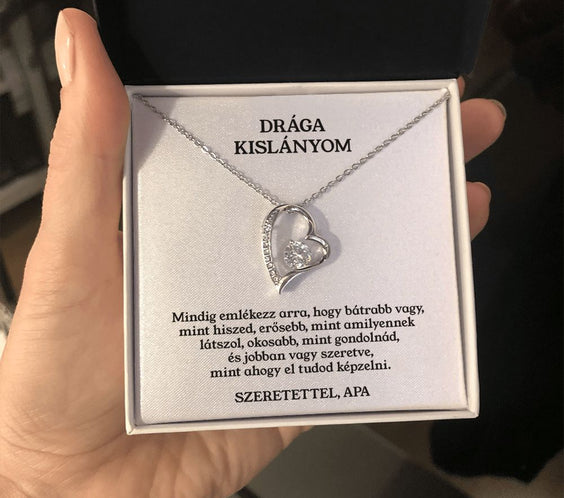 DRÁGA
KISLÁNYOM
Mindig emlékezz arra, hogy bátrabb vagy,
mint hiszed, erősebb, mint amilyennek
látszol, okosabb, mint gondolnád,
és jobban vagy szeretve,
mint ahogy el tudod képzelni.
SZERETETTEL, APA